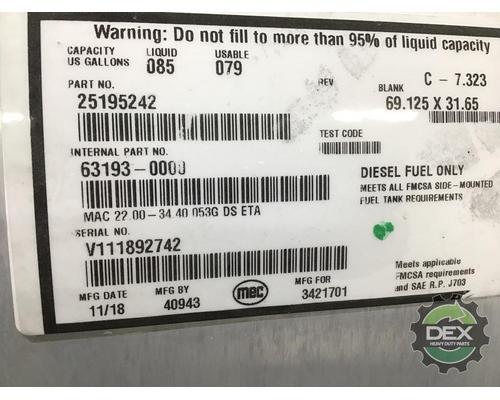 Warning: Do not fill to more than 95% of liquid capacity
CAPACITY LIQUID USABLE
US GALLONS 085 079
REV BLANK C - 7.323
69.125 X 31.65
PART NO.
25195242
TEST CODE
INTERNAL PART NO.
63193-000J
DIESEL FUEL ONLY
MEETS ALL FMCSA SIDE-MOUNTED
FUEL TANK REQUIREMENTS
MAC 22.00-34.40 053G DS ETA
SERIAL NO.
V111892742
Meets applicable
FMCSA requirements
and SAE R.P. J703
MFG DATE MFG BY mec MFG FOR
11/18 40943 3421701
DEX
HEAVY DUTY PARTS